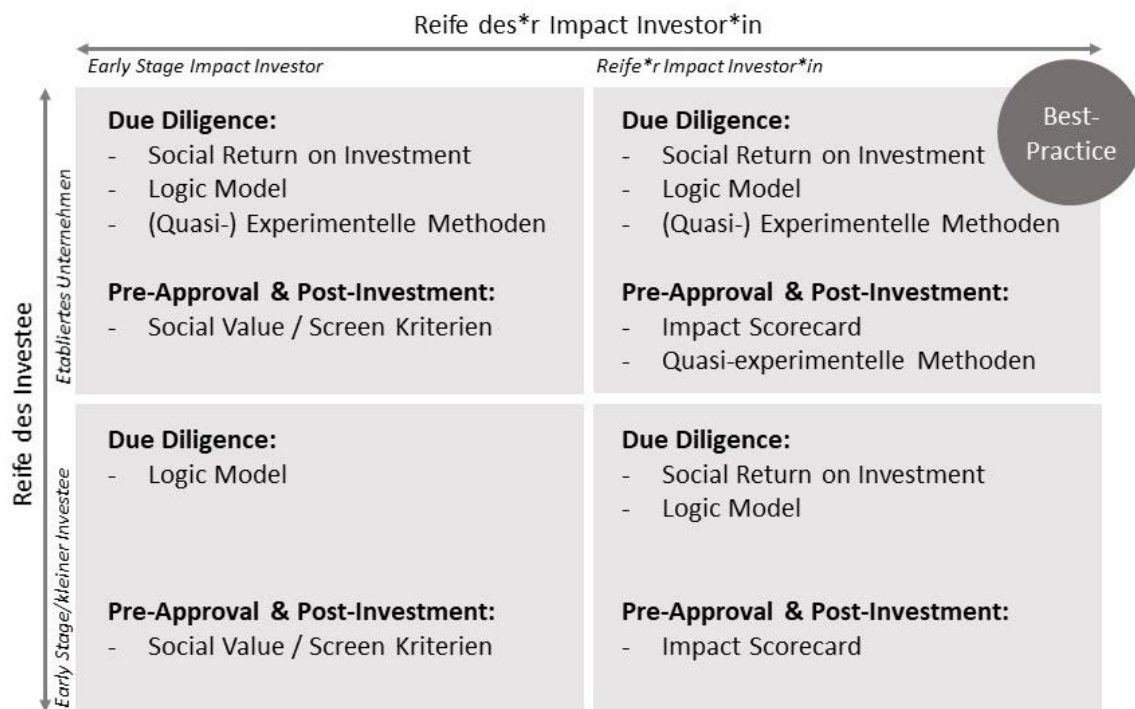 Reife des*r Impact Investor*in
Early Stage Impact Investor
Reife*r Impact Investor*in
Best-
Practice
Reife des Investee
Etabliertes Unternehmen
Due Diligence:
- Social Return on Investment
- Logic Model
- (Quasi-) Experimentelle Methoden
Pre-Approval & Post-Investment:
- Social Value / Screen Kriterien
Due Diligence:
- Social Return on Investment
- Logic Model
- (Quasi-) Experimentelle Methoden
Pre-Approval & Post-Investment:
- Impact Scorecard
- Quasi-experimentelle Methoden
Early Stage/kleiner Investee
Due Diligence:
- Logic Model
Pre-Approval & Post-Investment:
- Social Value / Screen Kriterien
Due Diligence:
- Social Return on Investment
- Logic Model
Pre-Approval & Post-Investment:
- Impact Scorecard